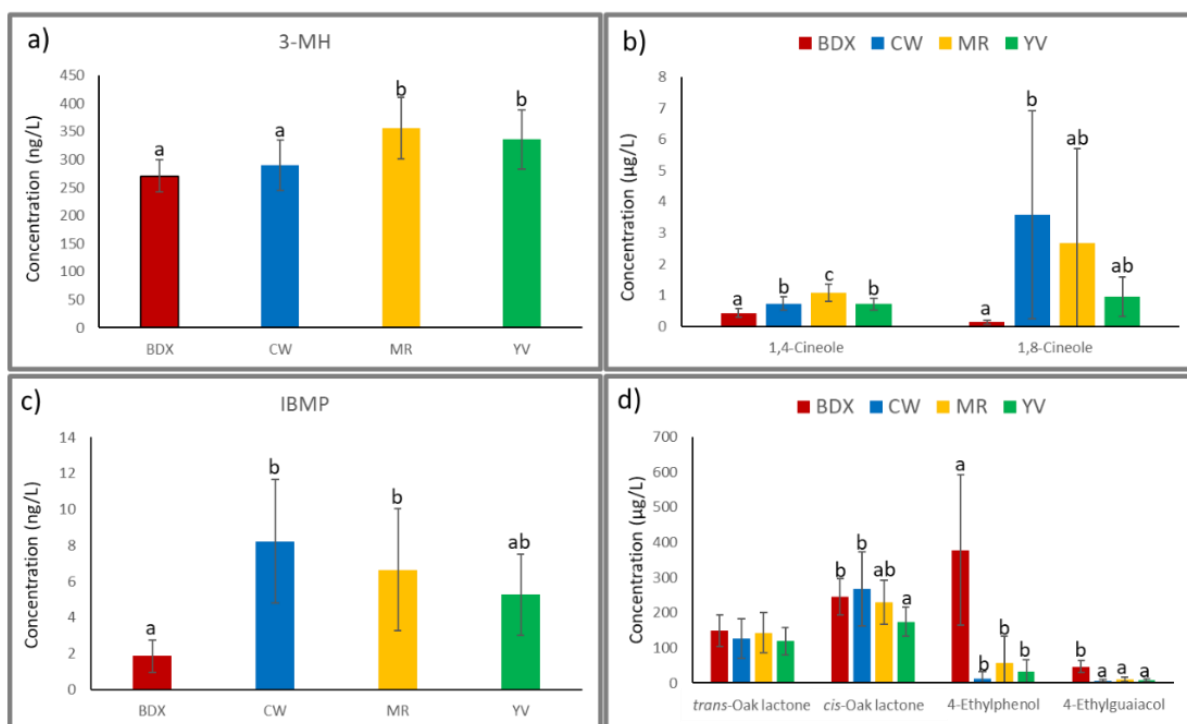 a)
3-MH
Concentration (ng/L)
450
400
350
300
250
200
150
100
50
0
a
a
b
b
BDX
CW
MR
YV
b)
BDX CW MR YV
Concentration (µg/L)
8
7
6
5
4
3
2
1
0
a
b
c
b
a
b
ab
ab
1,4-Cineole
1,8-Cineole
c)
IBMP
Concentration (ng/L)
14
12
10
8
6
4
2
0
a
b
b
ab
BDX
CW
MR
YV
d)
BDX CW MR YV
Concentration (µg/L)
700
600
500
400
300
200
100
0
b
b
ab
a
a
b
b
b
b
a
a
a
trans-Oak lactone
cis-Oak lactone
4-Ethylphenol
4-Ethylguaiacol